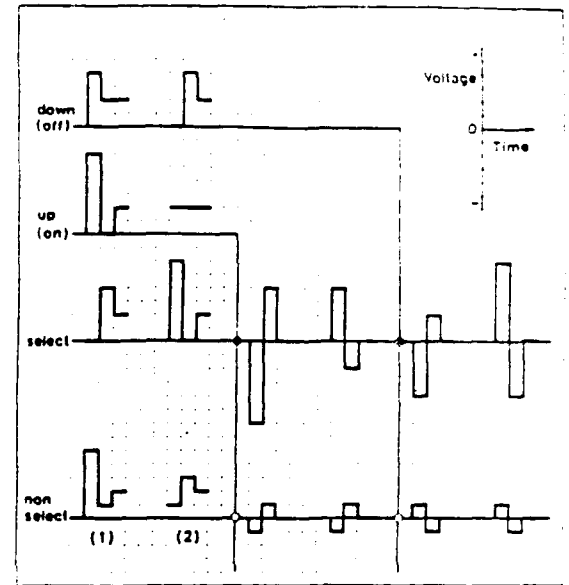 +
Voltage
0
Time
-
down
(off)
up
(on)
select
non
select
(1)
(2)